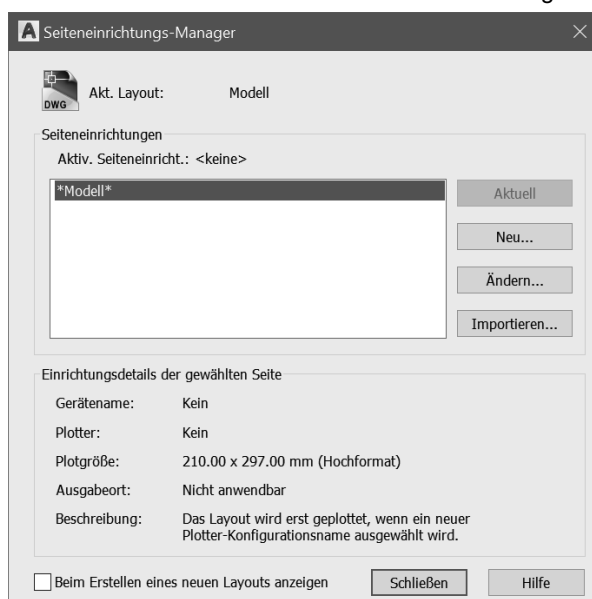 Seiteneinrichtungs-Manager
DWG
Akt. Layout: Modell
Seiteneinrichtungen
Aktiv. Seiteneinricht.: <keine>
*Modell*
Aktuell
Neu...
Ändern...
Importieren...
Einrichtungsdetails der gewählten Seite
Gerätename: Kein
Plotter: Kein
Plotgröße: 210.00 x 297.00 mm (Hochformat)
Ausgabeort: Nicht anwendbar
Beschreibung: Das Layout wird erst geplottet, wenn ein neuer
Plotter-Konfigurationsname ausgewählt wird.
Beim Erstellen eines neuen Layouts anzeigen Schließen Hilfe